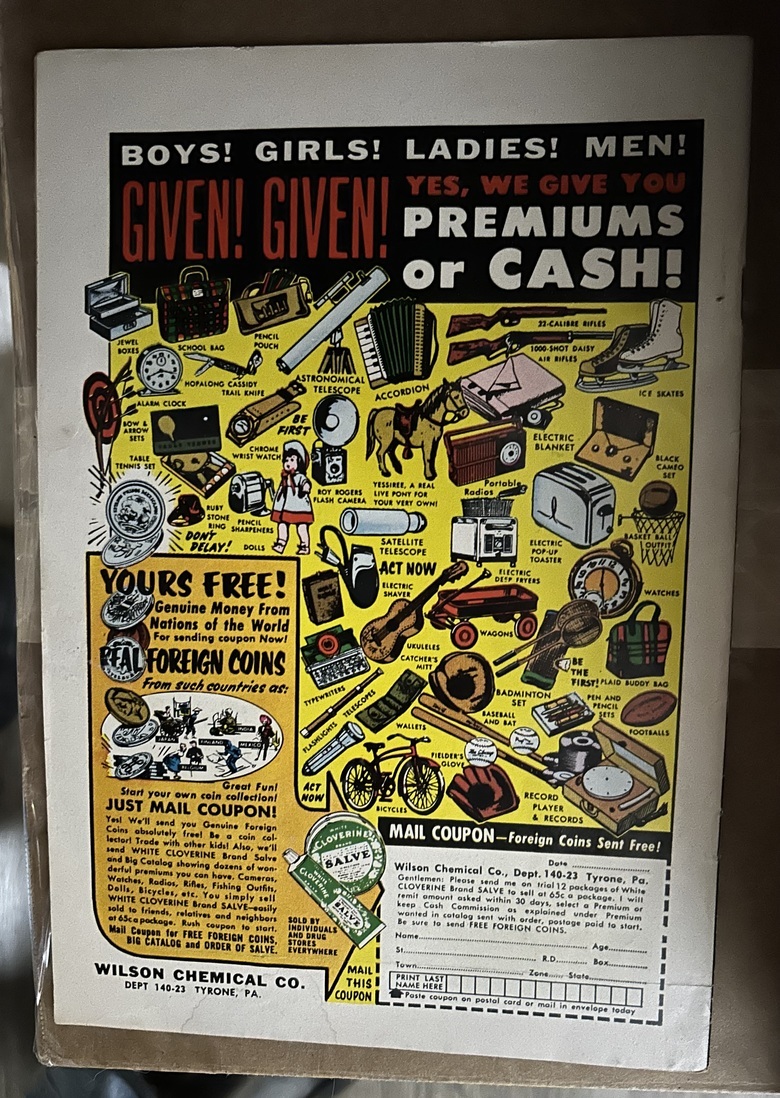 BOYS! GIRLS! LADIES! MEN!
GIVEN! GIVEN!
YES, WE GIVE YOU
PREMIUMS
or CASH!
JEWEL
BOXES
SCHOOL BAG
PENCIL
POUCH
ASTRONOMICAL
TELESCOPE
ACCORDION
22-CALIBRE RIFLES
1000-SHOT DAISY
AIR RIFLES
ICE SKATES
ALARM CLOCK
HOPALONG CASSIDY
TRAIL KNIFE
BOW &
ARROW
SETS
TABLE
TENNIS SET
CHROME
WRIST WATCH
BE
FIRST
ROY ROGERS
FLASH CAMERA
YESSIREE, A REAL
LIVE PONY FOR
YOUR VERY OWN!
Portable
Radios
ELECTRIC
BLANKET
BLACK
CAMEO
SET
RUBY
STONE
RING
PENCIL
SHARPENERS
DON'T
DELAY!
DOLLS
SATELLITE
TELESCOPE
ELECTRIC
DEEP FRYERS
ELECTRIC
POP-UP
TOASTER
BASKET BALL
OUTFIT
ACT NOW
ELECTRIC
SHAVER
UKULELES
WAGONS
WATCHES
TYPEWRITERS
CATCHER'S
MITT
BADMINTON
SET
BE
THE
FIRST!
PLAID BUDDY BAG
FLASHLIGHTS
TELESCOPES
WALLETS
BASEBALL
AND BAT
PEN AND
PENCIL
SETS
FOOTBALLS
FIELDER'S
GLOVE
ACT
NOW
BICYCLES
RECORD
PLAYER
& RECORDS
YOURS FREE!
Genuine Money From
Nations of the World
For sending coupon Now!
REAL FOREIGN COINS
From such countries as:
INDIA
JAPAN
FINLAND
MEXICO
BELGIUM
Great Fun!
Start your own coin collection!
JUST MAIL COUPON!
Yes! We'll send you Genuine Foreign
Coins absolutely free! Be a coin col-
lector! Trade with other kids! Also, we'll
send WHITE CLOVERINE Brand Salve
and Big Catalog showing dozens of won-
derful premiums you can have. Cameras,
Watches, Radios, Rifles, Fishing Outfits,
Dolls, Bicycles, etc. You simply sell
WHITE CLOVERINE Brand SALVE—easily
sold to friends, relatives and neighbors
at 65c a package. Rush coupon to start.
Mail Coupon for FREE FOREIGN COINS,
BIG CATALOG and ORDER OF SALVE.
SOLD BY
INDIVIDUALS
AND DRUG
STORES
EVERYWHERE
WHITE
CLOVERINE
BRAND
SALVE
WHITE
CLOVERINE
BRAND
SALVE
WILSON CHEMICAL CO.
DEPT 140-23 TYRONE, PA.
MAIL
THIS
COUPON
MAIL COUPON—Foreign Coins Sent Free!
Date
Wilson Chemical Co., Dept. 140-23 Tyrone, Pa.
Gentlemen: Please send me on trial 12 packages of White
CLOVERINE Brand SALVE to sell at 65c a package. I will
remit amount asked within 30 days, select a Premium or
keep Cash Commission as explained under Premium
wanted in catalog sent with order, postage paid to start.
Be sure to send FREE FOREIGN COINS.
Name Age
St. R.D. Box
Town Zone State
PRINT LAST
NAME HERE
Paste coupon on postal card or mail in envelope today